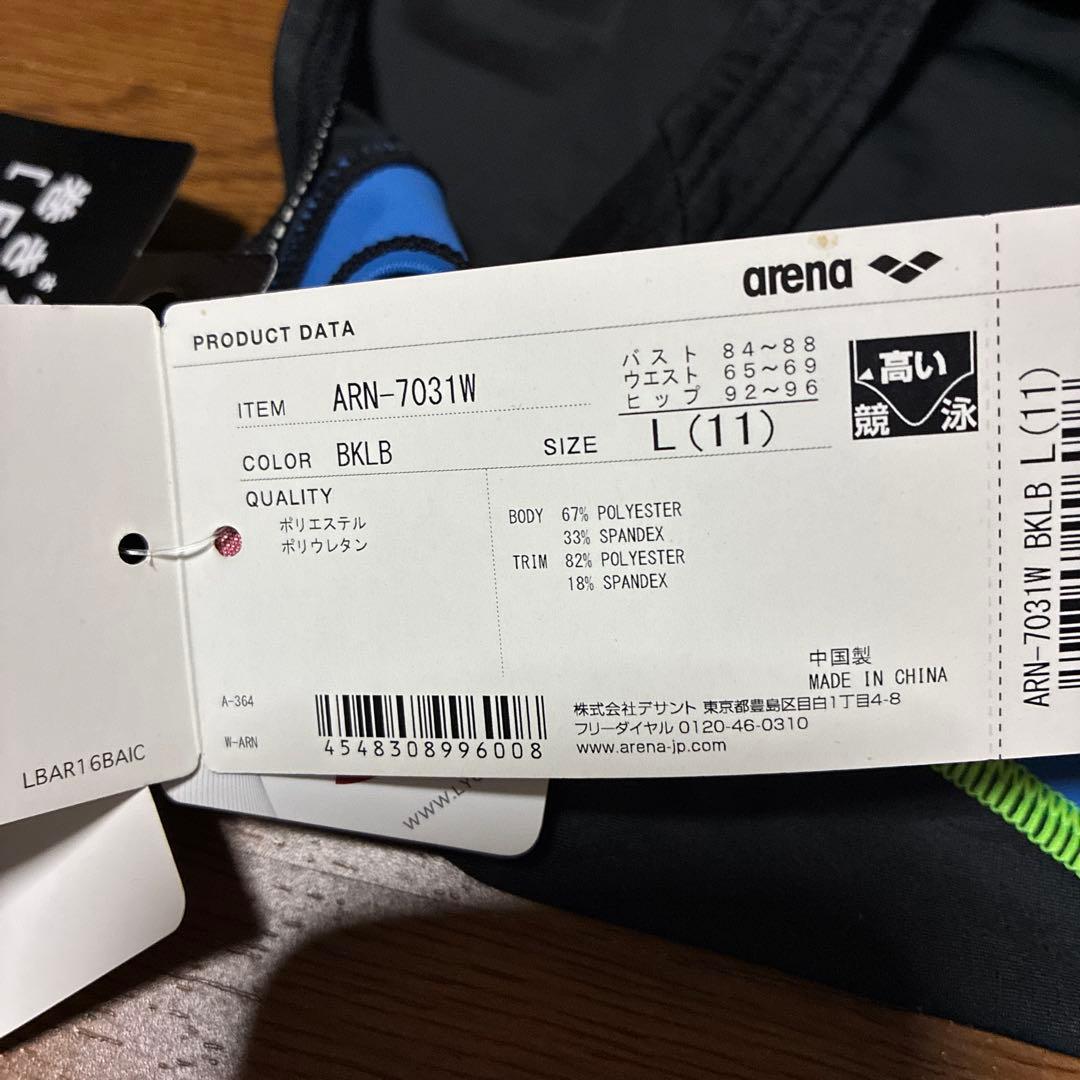 arena
PRODUCT DATA
ITEM ARN-7031W
バスト 84~88
ウエスト 65~69
ヒップ 92~96
COLOR BKLB
SIZE L(11)
高い
競泳
QUALITY
ポリエステル
ポリウレタン
BODY 67% POLYESTER
33% SPANDEX
TRIM 82% POLYESTER
18% SPANDEX
中国製
MADE IN CHINA
A-364
W-ARN
4548308996008
株式会社デサント 東京都豊島区目白1丁目4-8
フリーダイヤル 0120-46-0310
www.arena-jp.com
ARN-7031W BKLB L(11)
LBAR16BAIC